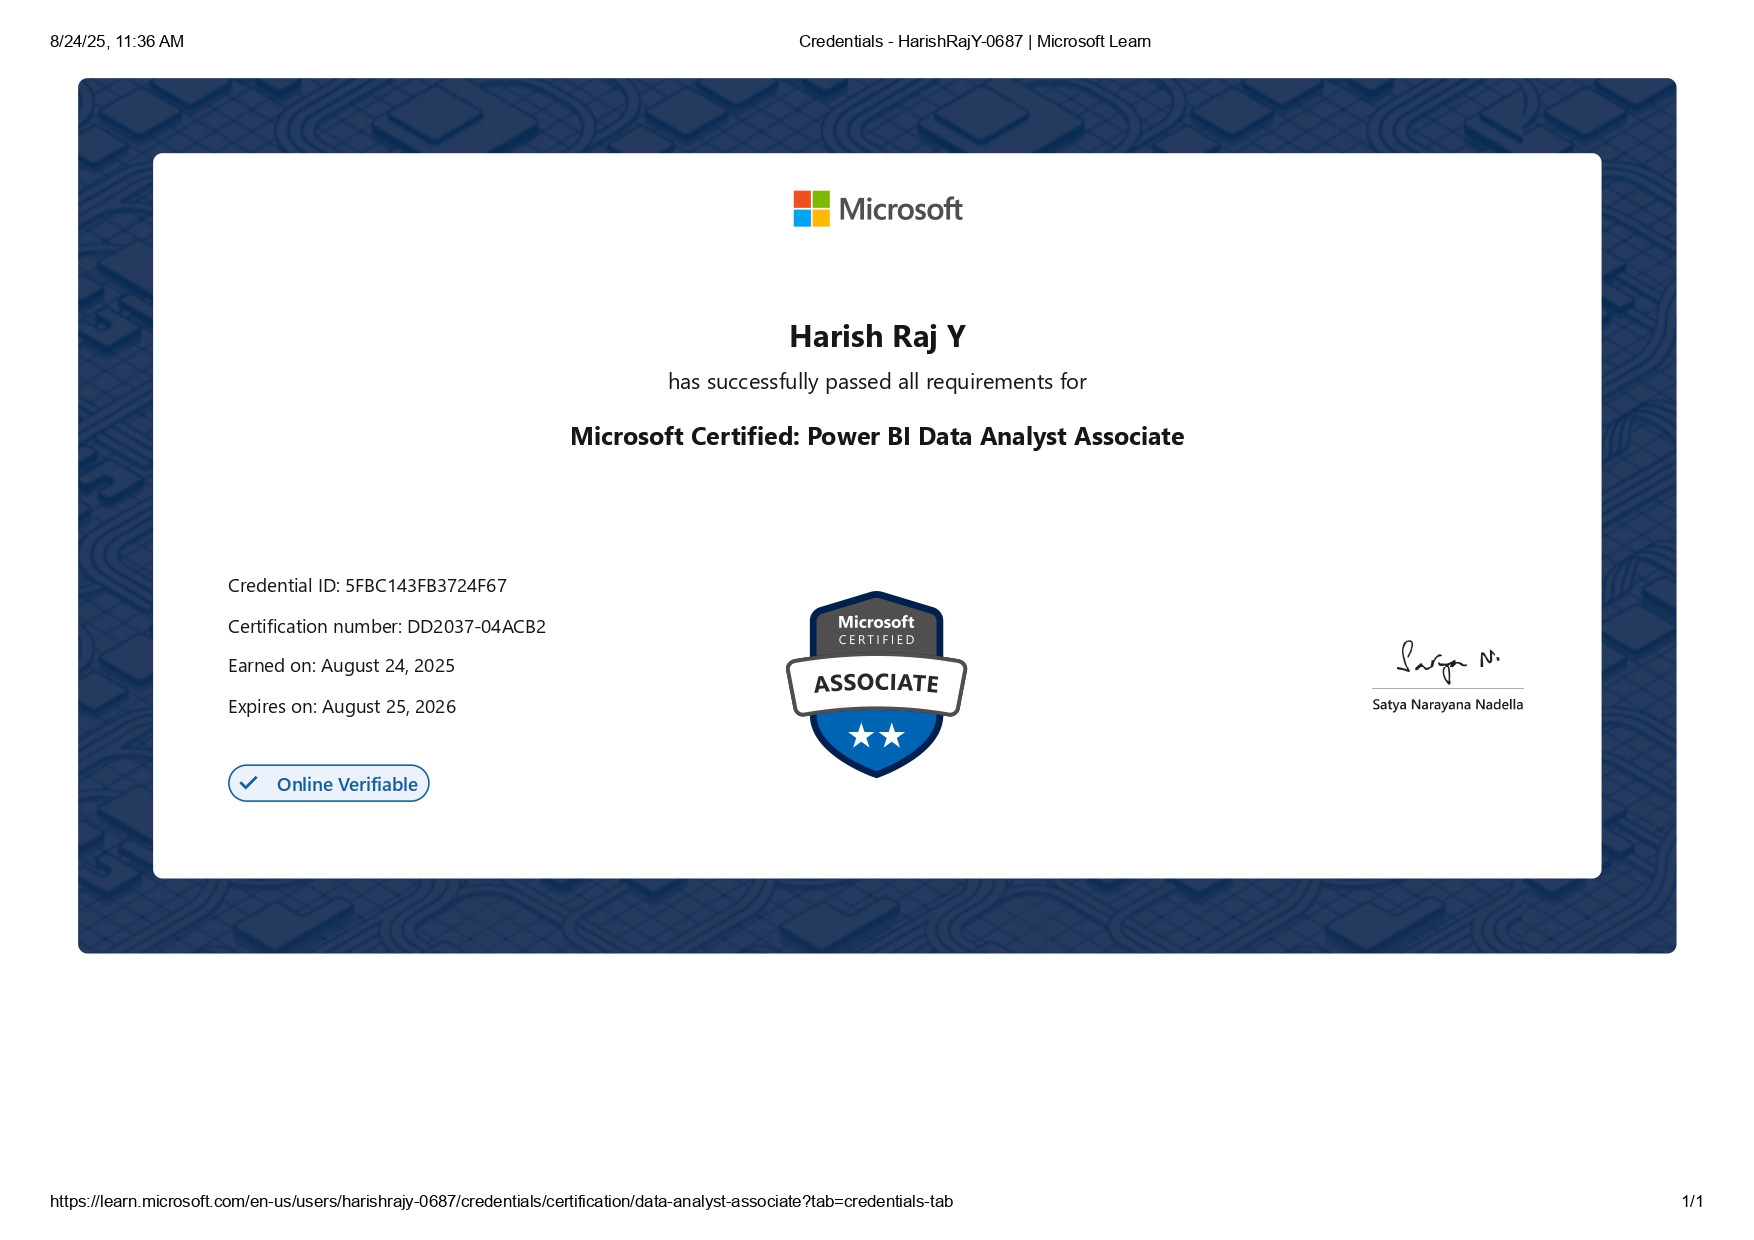 8/24/25, 11:36 AM
Credentials - HarishRajY-0687 | Microsoft Learn
Microsoft
Harish Raj Y
has successfully passed all requirements for
Microsoft Certified: Power BI Data Analyst Associate
Credential ID: 5FBC143FB3724F67
Certification number: DD2037-04ACB2
Earned on: August 24, 2025
Expires on: August 25, 2026
Online Verifiable
Microsoft
CERTIFIED
ASSOCIATE
Satya N.
Satya Narayana Nadella
https://learn.microsoft.com/en-us/users/harishrajy-0687/credentials/certification/data-analyst-associate?tab=credentials-tab
1/1